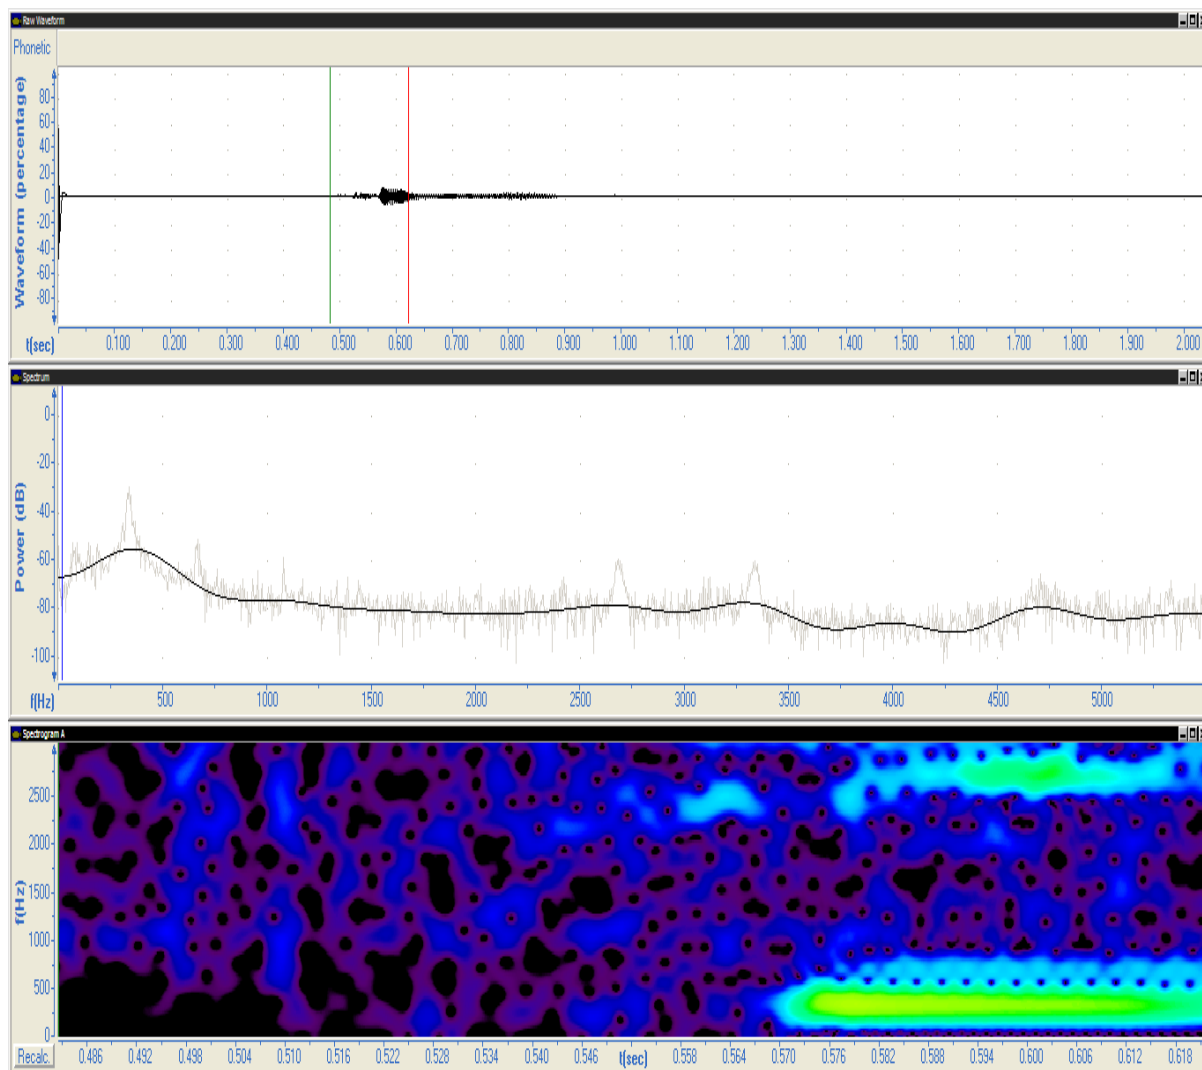 Raw Waveform
Phonetic
Waveform (percentage)
80
60
40
20
0
-20
-40
-60
-80
t(sec) 0.100 0.200 0.300 0.400 0.500 0.600 0.700 0.800 0.900 1.000 1.100 1.200 1.300 1.400 1.500 1.600 1.700 1.800 1.900 2.000
Spectrum
Power (dB)
0
-20
-40
-60
-80
-100
f(Hz) 500 1000 1500 2000 2500 3000 3500 4000 4500 5000
Spectrogram A
f(Hz)
2500
2000
1500
1000
500
0
Recalc. 0.486 0.492 0.498 0.504 0.510 0.516 0.522 0.528 0.534 0.540 0.546 t(sec) 0.558 0.564 0.570 0.576 0.582 0.588 0.594 0.600 0.606 0.612 0.618